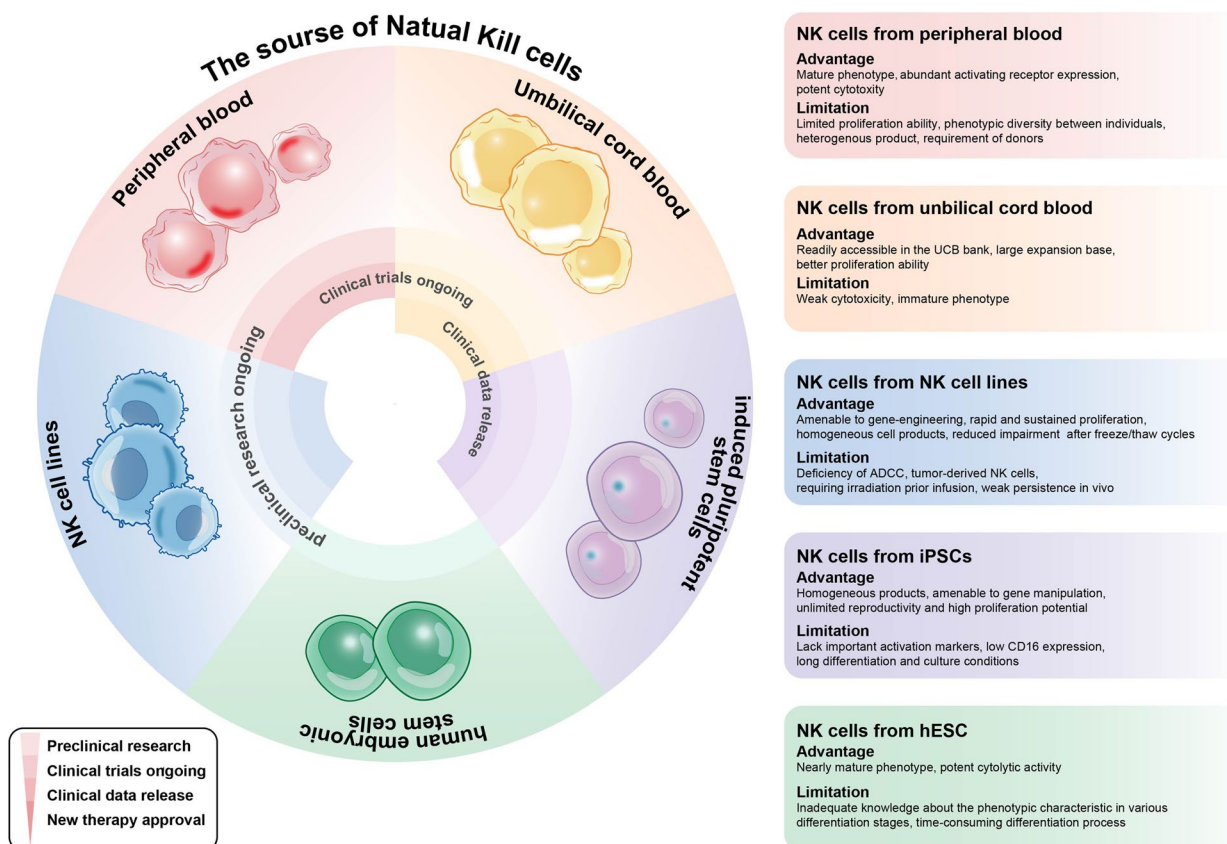 The sourse of Natual Kill cells
Peripheral blood
Umbilical cord blood
Clinical trials ongoing
Clinical data release
preclinical research ongoing
NK cell lines
induced pluripotent
stem cells
human embryonic
stem cells
Preclinical research
Clinical trials ongoing
Clinical data release
New therapy approval
NK cells from peripheral blood
Advantage
Mature phenotype, abundant activating receptor expression,
potent cytotoxity
Limitation
Limited proliferation ability, phenotypic diversity between individuals,
heterogenous product, requirement of donors
NK cells from unbilical cord blood
Advantage
Readily accessible in the UCB bank, large expansion base,
better proliferation ability
Limitation
Weak cytotoxicity, immature phenotype
NK cells from NK cell lines
Advantage
Amenable to gene-engineering, rapid and sustained proliferation,
homogeneous cell products, reduced impairment after freeze/thaw cycles
Limitation
Deficiency of ADCC, tumor-derived NK cells,
requiring irradiation prior infusion, weak persistence in vivo
NK cells from iPSCs
Advantage
Homogeneous products, amenable to gene manipulation,
unlimited reproductivity and high proliferation potential
Limitation
Lack important activation markers, low CD16 expression,
long differentiation and culture conditions
NK cells from hESC
Advantage
Nearly mature phenotype, potent cytolytic activity
Limitation
Inadequate knowledge about the phenotypic characteristic in various
differentiation stages, time-consuming differentiation process